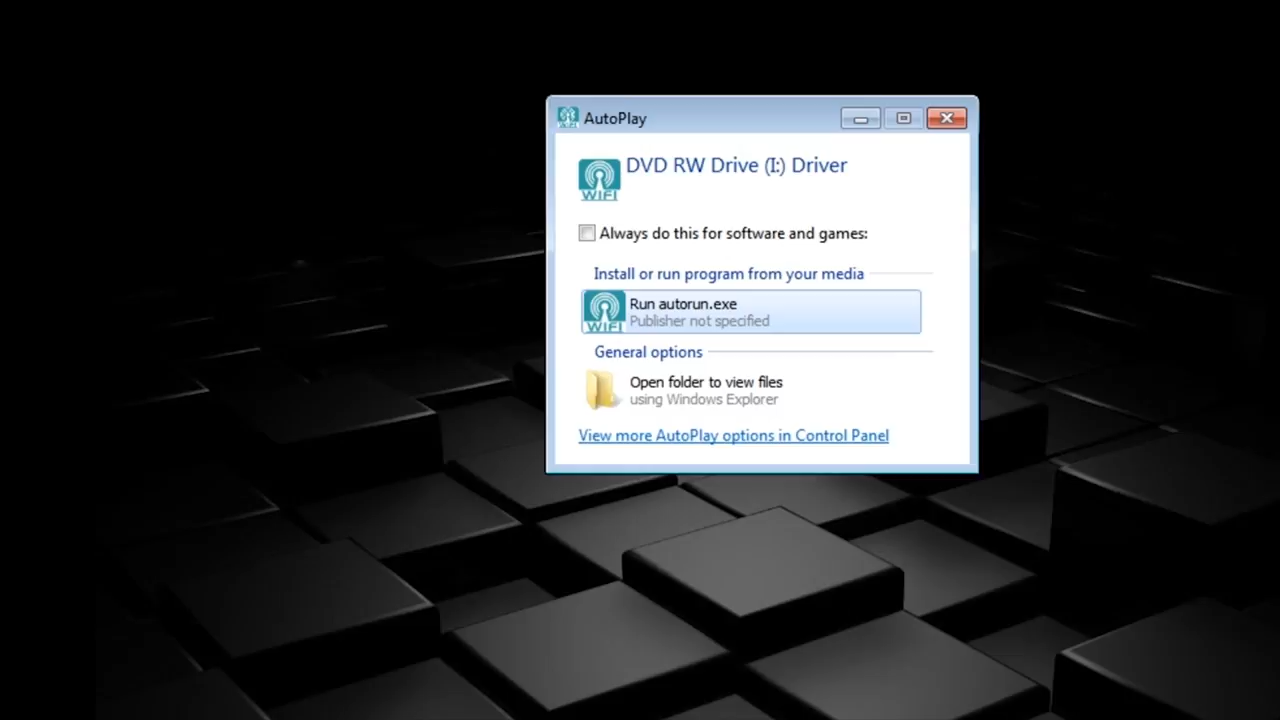 AutoPlay
DVD RW Drive (I:) Driver
WIFI
Always do this for software and games:
Install or run program from your media
Run autorun.exe
WIFI
Publisher not specified
General options
Open folder to view files
using Windows Explorer
View more AutoPlay options in Control Panel